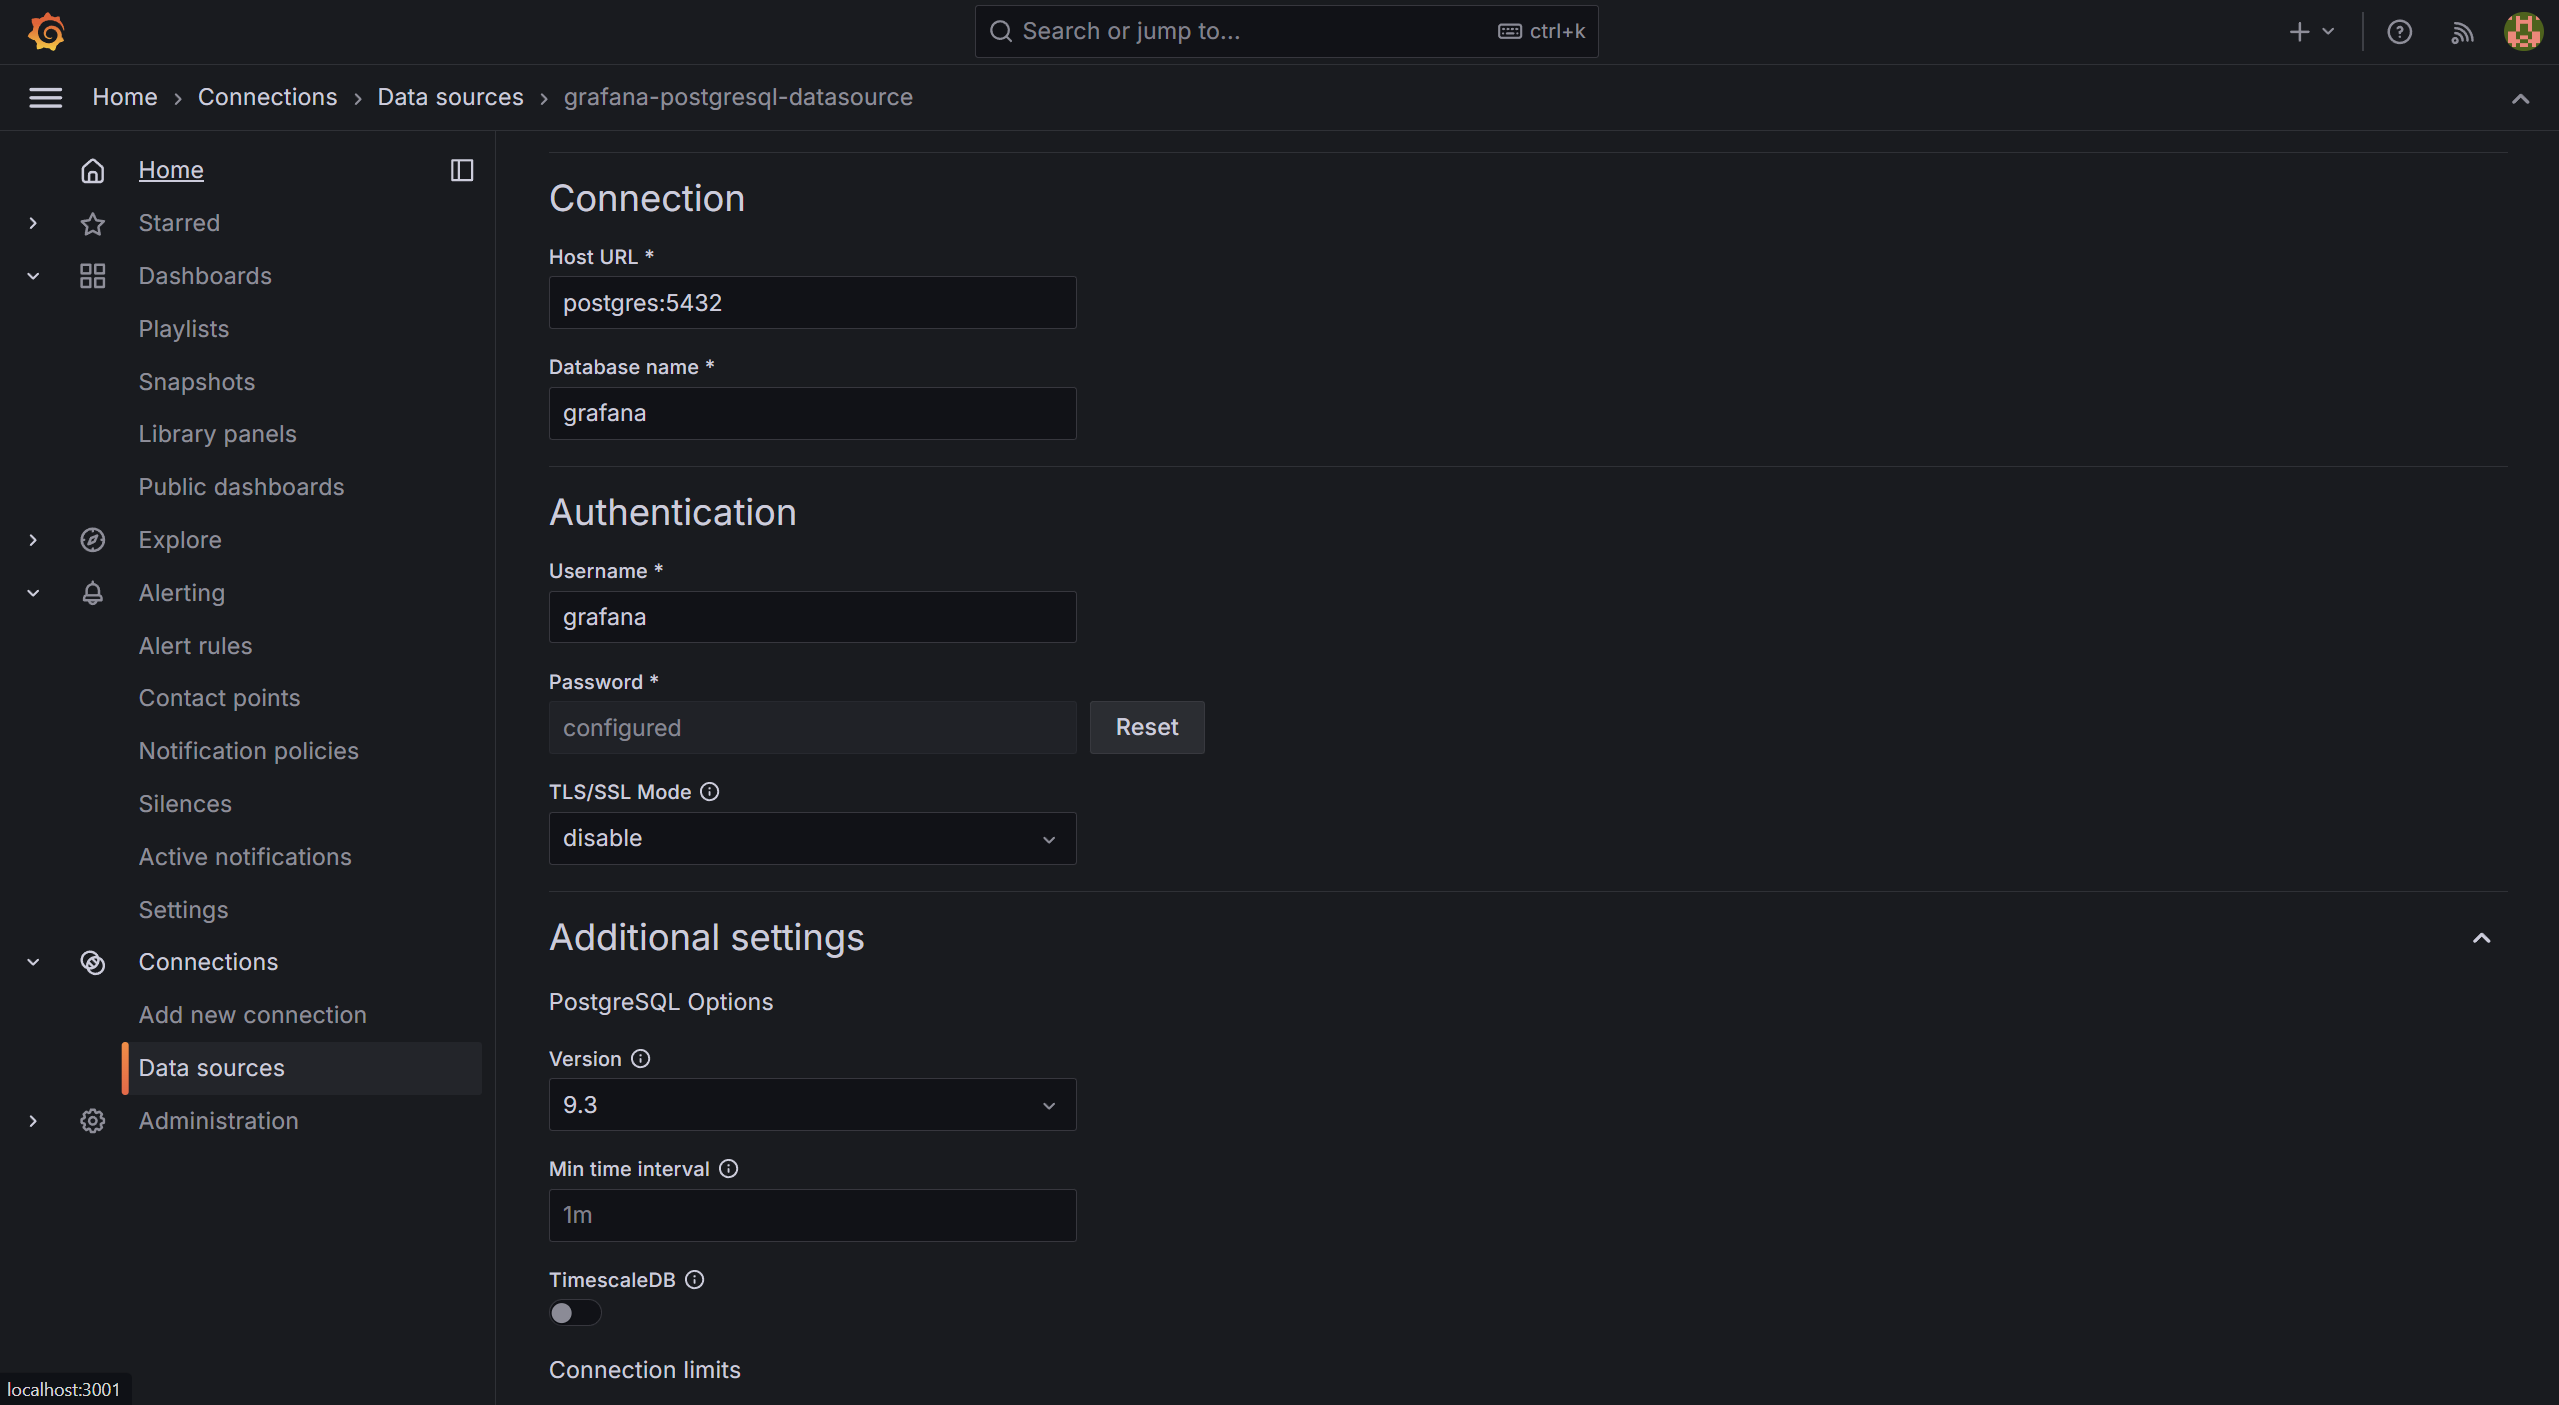 Search or jump to...
ctrl+k
Home
Connections
Data sources
grafana-postgresql-datasource
Home
Starred
Dashboards
Playlists
Snapshots
Library panels
Public dashboards
Explore
Alerting
Alert rules
Contact points
Notification policies
Silences
Active notifications
Settings
Connections
Add new connection
Data sources
Administration
Connection
Host URL *
postgres:5432
Database name *
grafana
Authentication
Username *
grafana
Password *
configured
Reset
TLS/SSL Mode
disable
Additional settings
PostgreSQL Options
Version
9.3
Min time interval
1m
TimescaleDB
Connection limits
localhost:3001